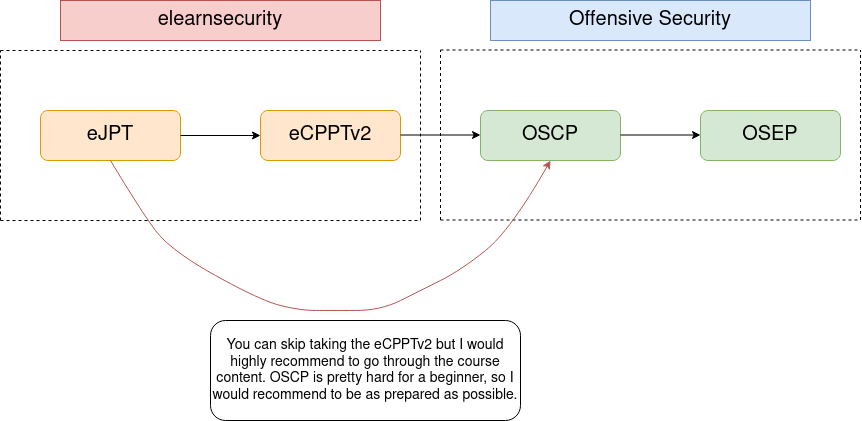 elearnsecurity
Offensive Security
eJPT
eCPPTv2
OSCP
OSEP
You can skip taking the eCPPTv2 but I would
highly recommend to go through the course
content. OSCP is pretty hard for a beginner, so I
would recommend to be as prepared as possible.